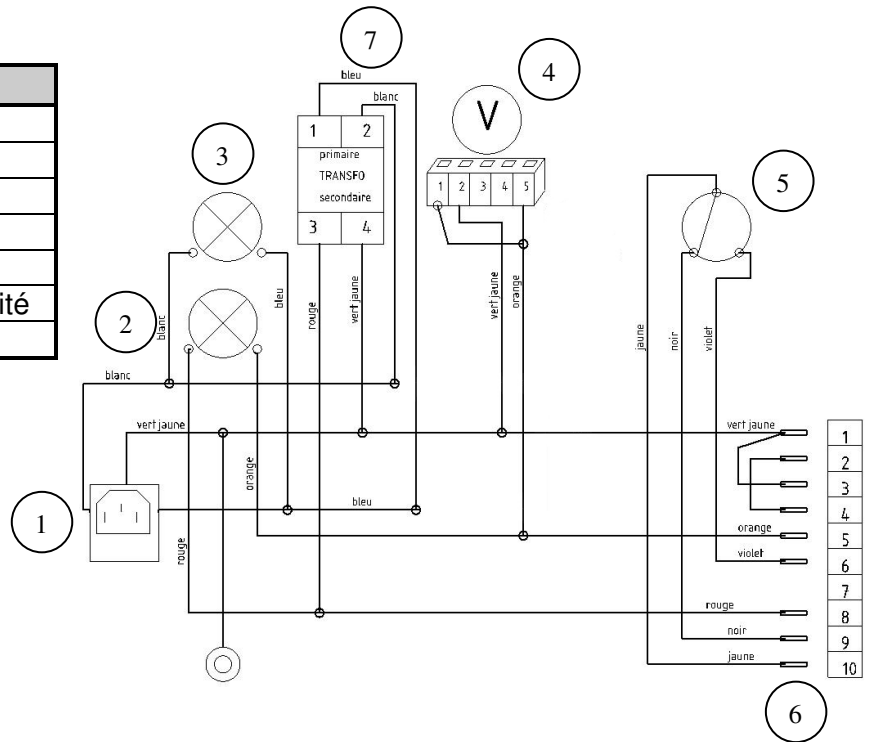 7
bleu
blanc
4
V
1 2
primaire
TRANSFO
secondaire
3 4
3
1 2 3 4 5
5
ité
2
blanc
bleu
rouge
vert jaune
vert jaune
orange
jaune
noir
violet
blanc
vert jaune
vert jaune
1
2
3
4
orange
5
violet
6
7
rouge
8
noir
9
jaune
10
orange
bleu
1
rouge
6